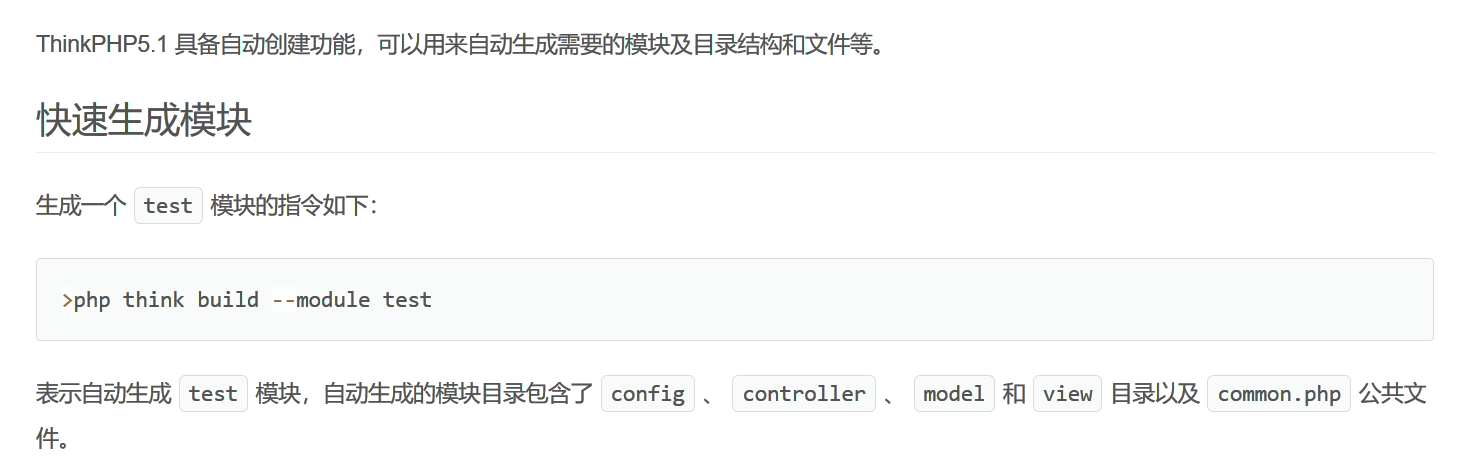 ThinkPHP5.1 具备自动创建功能，可以用来自动生成需要的模块及目录结构和文件等。
快速生成模块
生成一个 test 模块的指令如下：
>php think build --module test
表示自动生成 test 模块，自动生成的模块目录包含了 config 、 controller 、 model 和 view 目录以及 common.php 公共文
件。